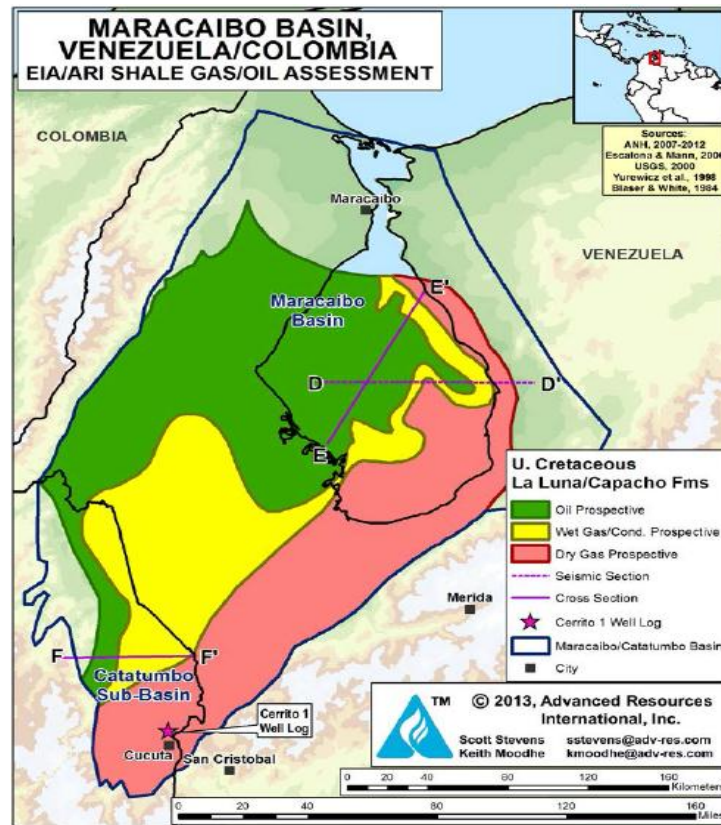 MARACAIBO BASIN,
VENEZUELA/COLOMBIA
EIA/ARI SHALE GAS/OIL ASSESSMENT
Sources:
ANH, 2007-2012
Escalona & Mann, 2006
USGS, 2000
Yurewicz et al., 1998
Blaser & White, 1984
COLOMBIA
Maracaibo
VENEZUELA
Maracaibo
Basin
E'
D
D'
E
U. Cretaceous
La Luna/Capacho Fms
Oil Prospective
Wet Gas/Cond. Prospective
Dry Gas Prospective
Seismic Section
Cross Section
Cerrito 1 Well Log
Maracaibo/Catatumbo Basin
City
Merida
F
F'
Catatumbo
Sub-Basin
Cerrito 1
Well Log
Cucuta
San Cristobal
TM
© 2013, Advanced Resources
International, Inc.
Scott Stevens sstevens@adv-res.com
Keith Moodhe kmoodhe@adv-res.com
0 20 40 80 120 160
Kilometers
0 20 40 80 120 160
Miles